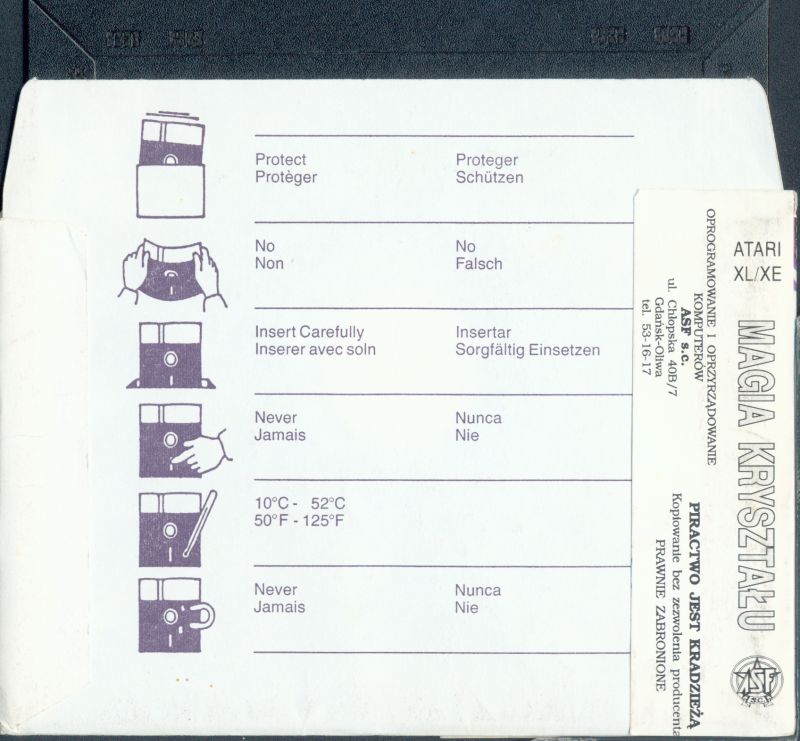 Protect
Protèger
Proteger
Schützen
No
Non
No
Falsch
Insert Carefully
Inserer avec soln
Insertar
Sorgfältig Einsetzen
Never
Jamais
Nunca
Nie
10°C - 52°C
50°F - 125°F
Never
Jamais
Nunca
Nie
ATARI
XL/XE
MAGIA KRYSZTAŁU
OPROGRAMOWANIE I OPRZYRZĄDOWANIE
KOMPUTERÓW
ASF s.c.
ul. Chłopska 40B/7
Gdańsk-Oliwa
tel. 53-16-17
PIRACTWO JEST KRADZIEŻĄ
Kopiowanie bez zezwolenia producenta
PRAWNIE ZABRONIONE
ASF